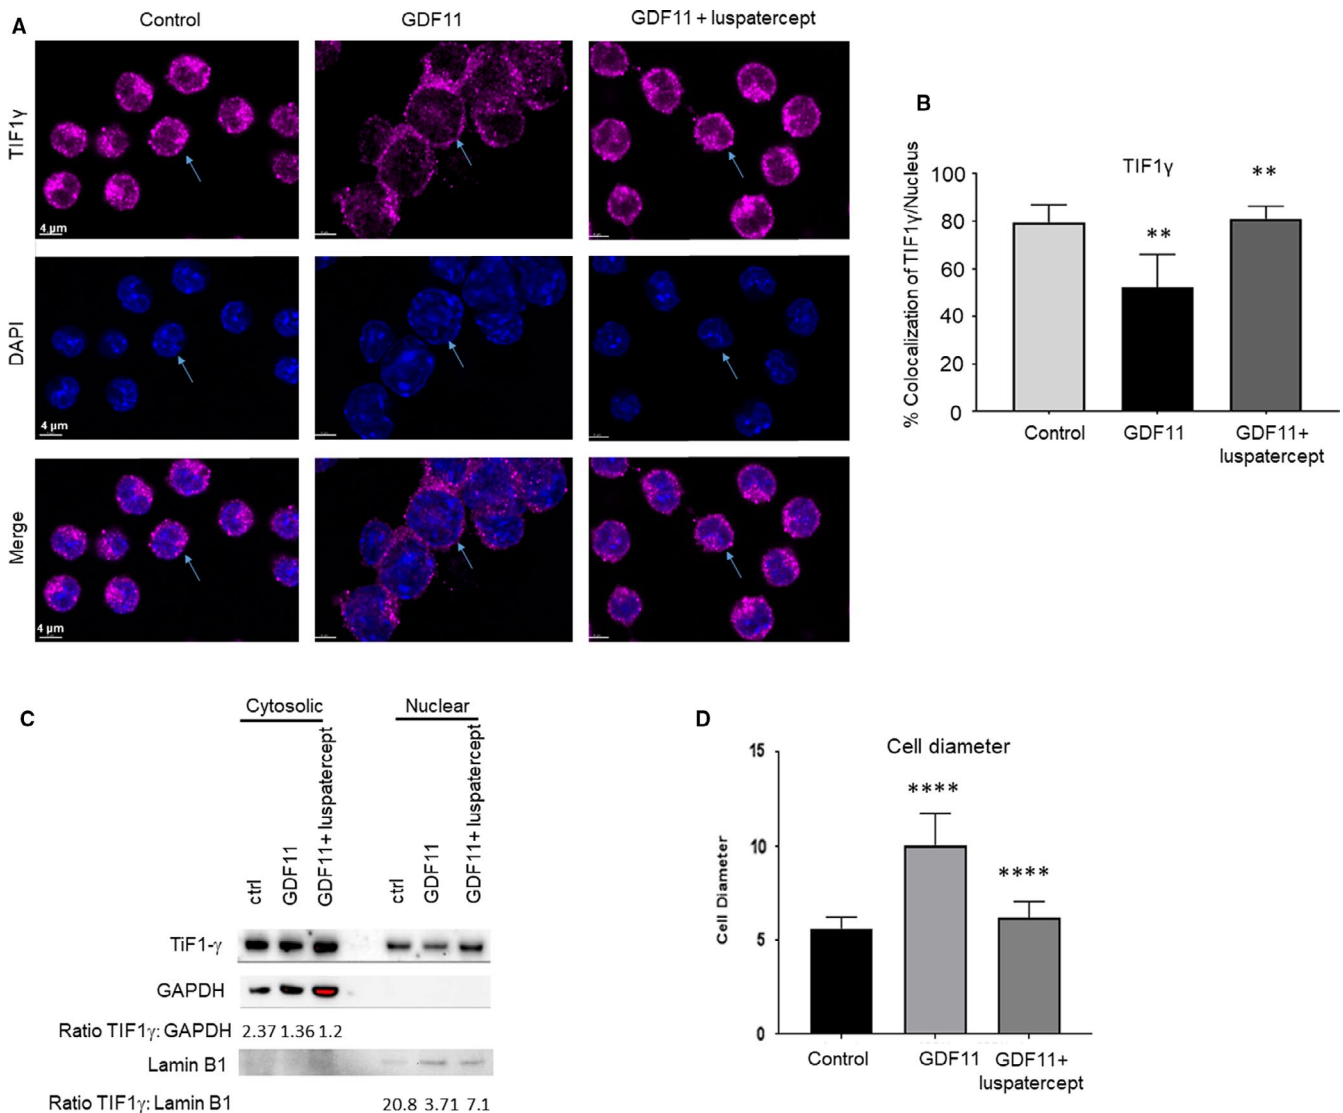 A
Control
GDF11
GDF11 + luspatercept
TIF1γ
4 µm
DAPI
4 µm
Merge
4 µm
B
TIF1γ
% Colocalization of TIF1γ/Nucleus
100
80
60
40
20
0
**
**
Control
GDF11
GDF11+
luspatercept
C
Cytosolic
Nuclear
ctrl
GDF11
GDF11+ luspatercept
ctrl
GDF11
GDF11+ luspatercept
TiF1-γ
GAPDH
Ratio TIF1γ: GAPDH 2.37 1.36 1.2
Lamin B1
Ratio TIF1γ: Lamin B1 20.8 3.71 7.1
D
Cell diameter
Cell Diameter
15
10
5
0
****
****
Control
GDF11
GDF11+
luspatercept